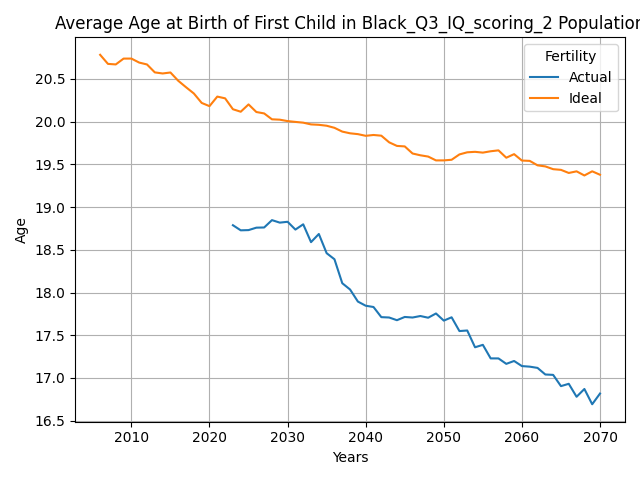 Average Age at Birth of First Child in Black_Q3_IQ_scoring_2 Population
Fertility
Actual
Ideal
Age
20.5
20.0
19.5
19.0
18.5
18.0
17.5
17.0
16.5
2010 2020 2030 2040 2050 2060 2070
Years